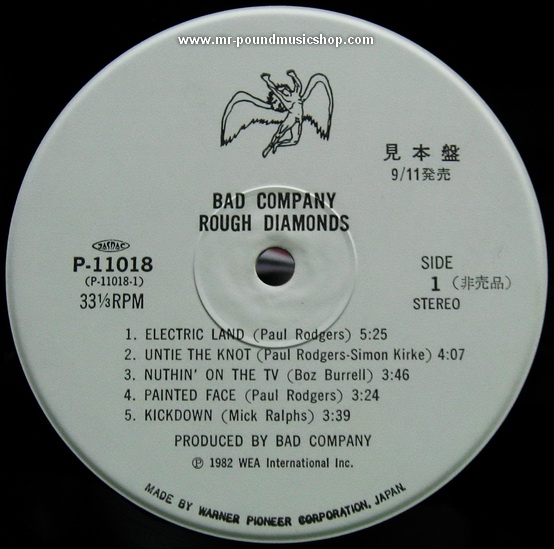 www.mr-poundmusicshop.com
見本盤
9/11発売
BAD COMPANY
ROUGH DIAMONDS
JASRAC
P-11018
(P-11018-1)
33⅓RPM
SIDE
1 (非売品)
STEREO
1. ELECTRIC LAND (Paul Rodgers) 5:25
2. UNTIE THE KNOT (Paul Rodgers-Simon Kirke) 4:07
3. NUTHIN' ON THE TV (Boz Burrell) 3:46
4. PAINTED FACE (Paul Rodgers) 3:24
5. KICKDOWN (Mick Ralphs) 3:39
PRODUCED BY BAD COMPANY
Ⓟ 1982 WEA International Inc.
MADE BY WARNER PIONEER CORPORATION, JAPAN.